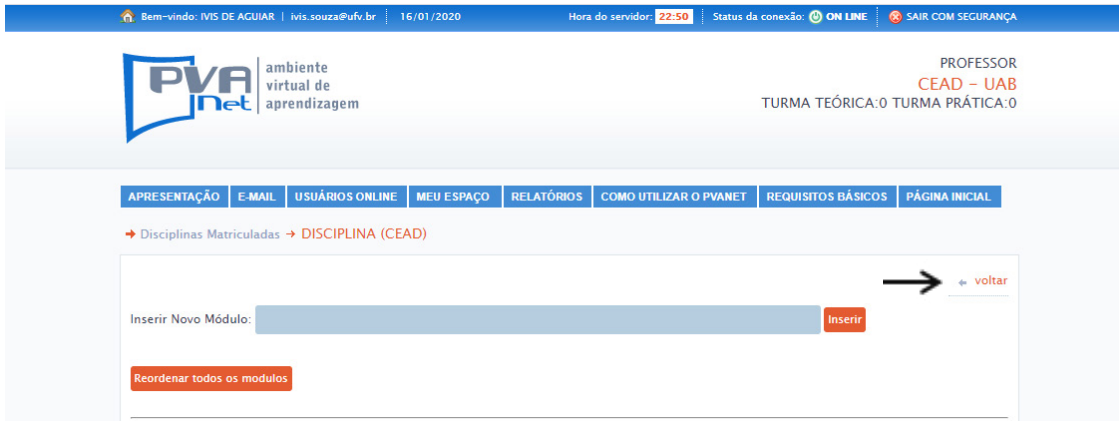 Bem-vindo: IVIS DE AGUIAR | ivis.souza@ufv.br 16/01/2020 Hora do servidor: 22:50 Status da conexão: ON LINE SAIR COM SEGURANÇA
PVANet
ambiente
virtual de
aprendizagem
PROFESSOR
CEAD - UAB
TURMA TEÓRICA:0 TURMA PRÁTICA:0
APRESENTAÇÃO E-MAIL USUÁRIOS ONLINE MEU ESPAÇO RELATÓRIOS COMO UTILIZAR O PVANET REQUISITOS BÁSICOS PÁGINA INICIAL
Disciplinas Matriculadas → DISCIPLINA (CEAD)
voltar
Inserir Novo Módulo: Inserir
Reordenar todos os modulos